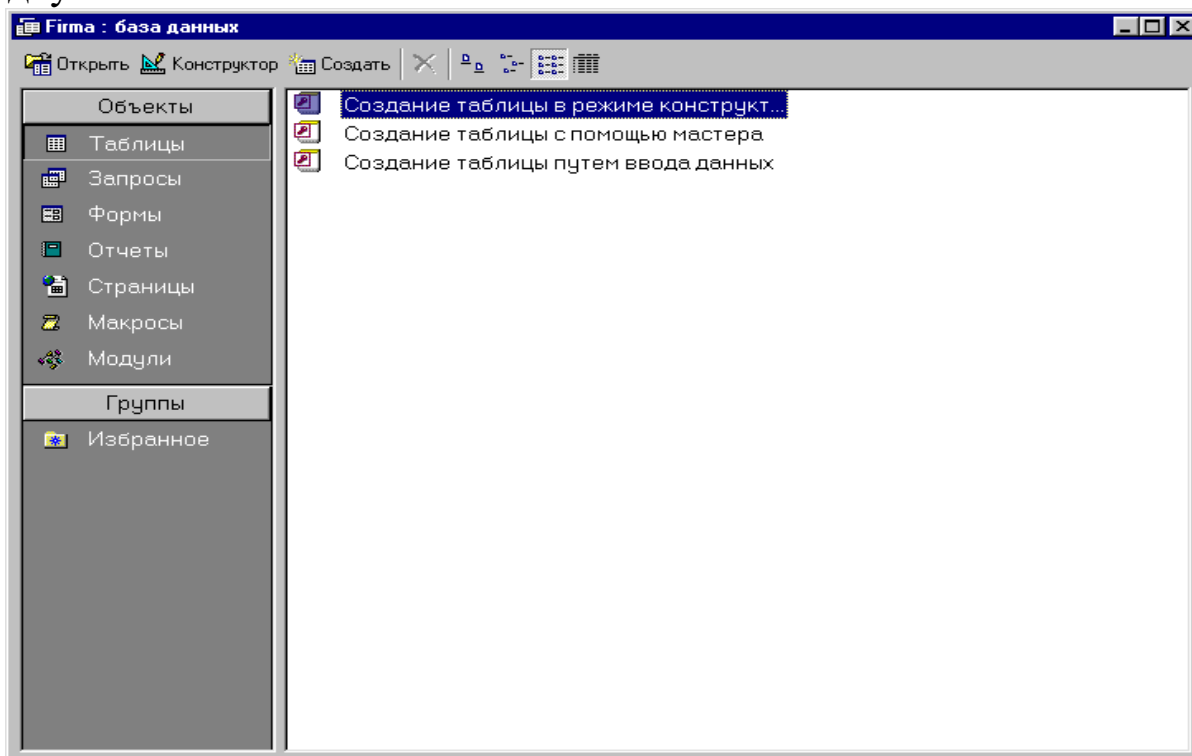 Firma : база данных
Открыть Конструктор Создать
Объекты
Таблицы
Запросы
Формы
Отчеты
Страницы
Макросы
Модули
Группы
Избранное
Создание таблицы в режиме конструкт...
Создание таблицы с помощью мастера
Создание таблицы путем ввода данных